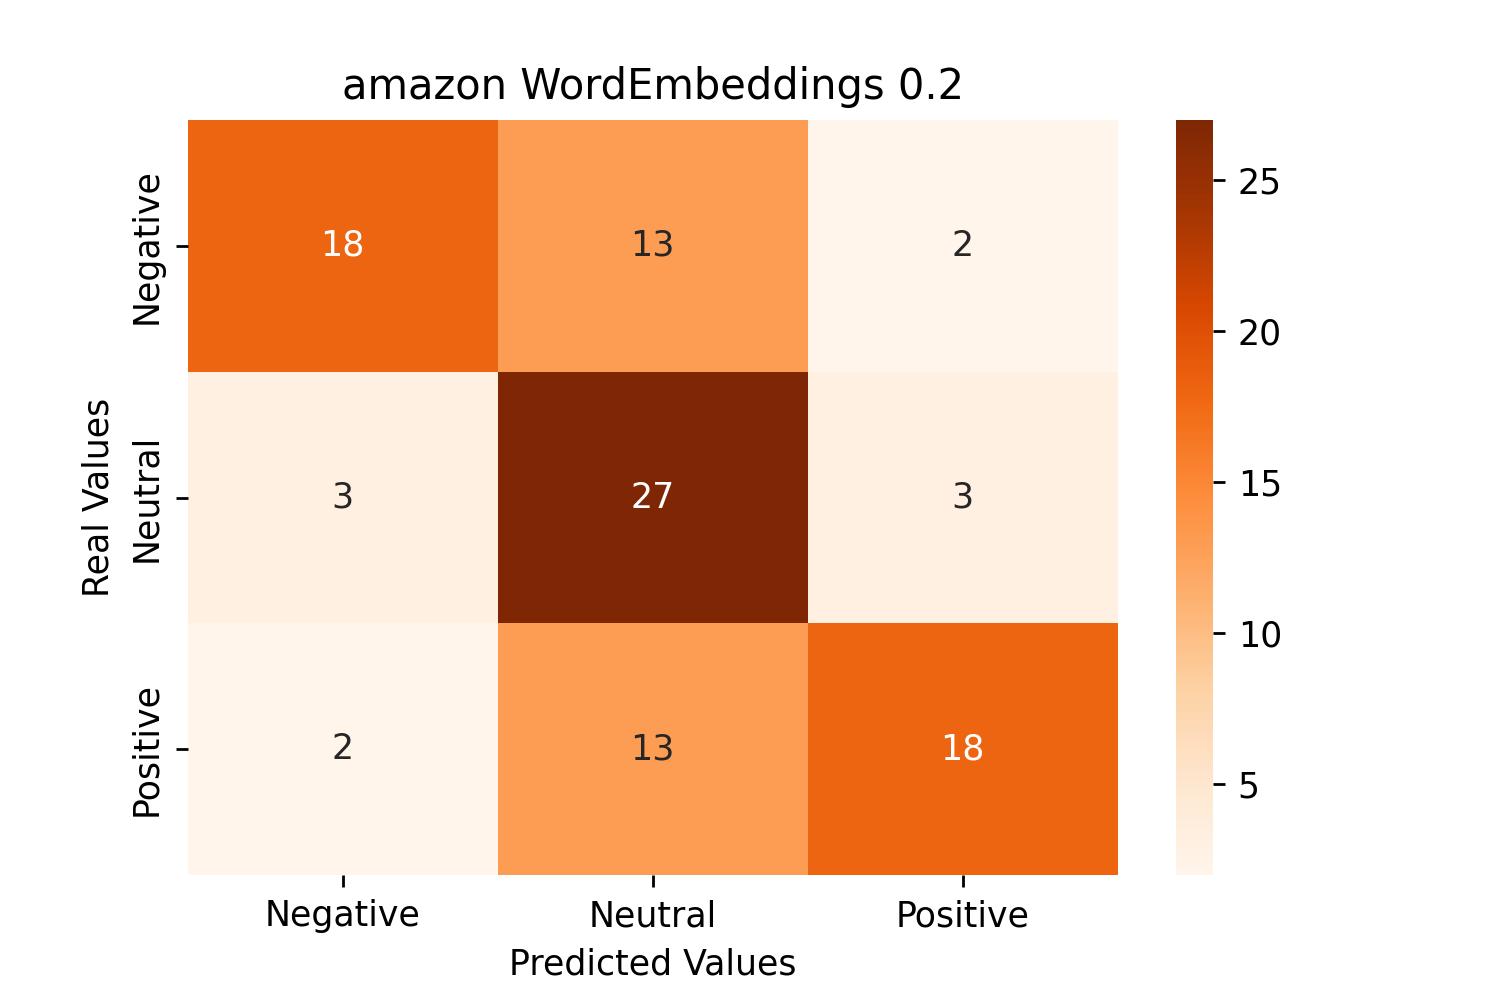 amazon WordEmbeddings 0.2
Real Values
Negative
18 13 2
Neutral
3 27 3
Positive
2 13 18
Negative Neutral Positive
Predicted Values
25
20
15
10
5